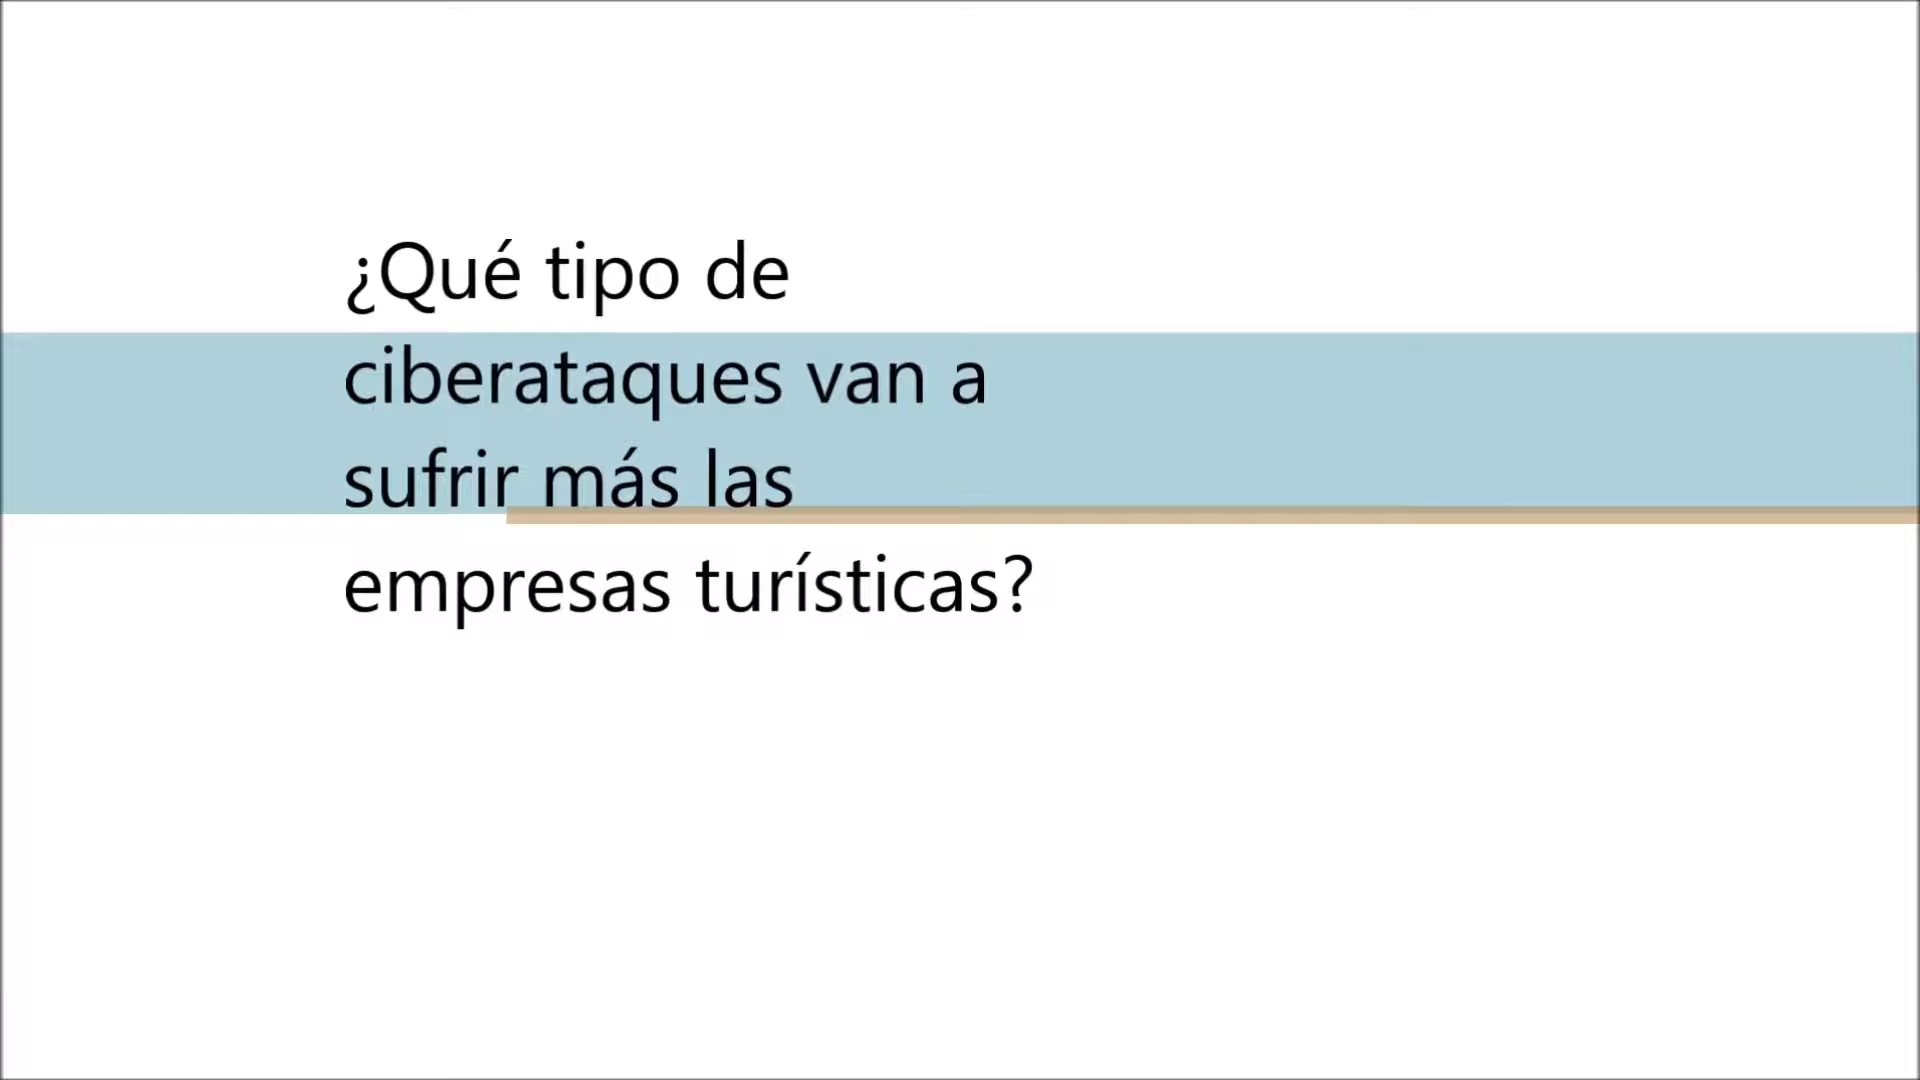 ¿Qué tipo de
ciberataques van a
sufrir más las
empresas turísticas?